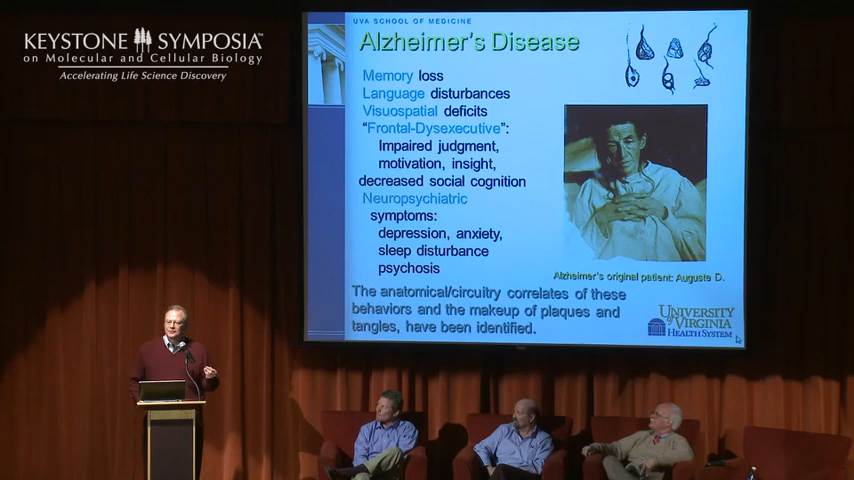 KEYSTONE SYMPOSIA™
on Molecular and Cellular Biology
Accelerating Life Science Discovery
UVA SCHOOL OF MEDICINE
Alzheimer's Disease
Memory loss
Language disturbances
Visuospatial deficits
"Frontal-Dysexecutive":
Impaired judgment,
motivation, insight,
decreased social cognition
Neuropsychiatric
symptoms:
depression, anxiety,
sleep disturbance
psychosis
Alzheimer's original patient: Auguste D.
The anatomical/circuitry correlates of these
behaviors and the makeup of plaques and
tangles, have been identified.
UNIVERSITY
of VIRGINIA
HEALTH SYSTEM